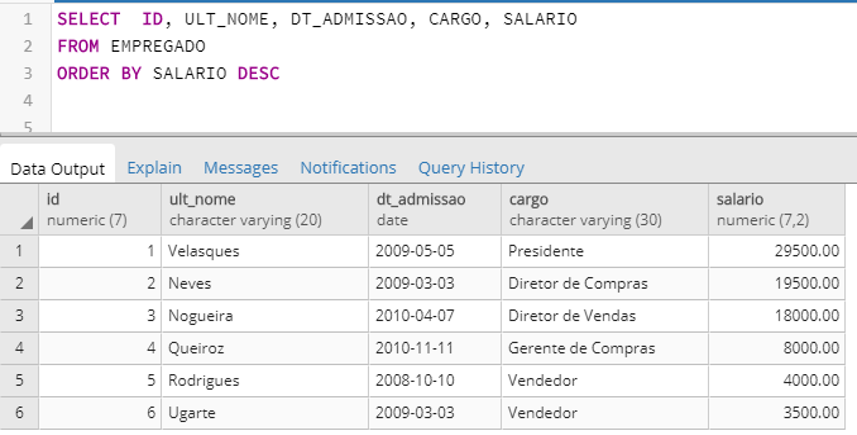 1 SELECT ID, ULT_NOME, DT_ADMISSAO, CARGO, SALARIO
2 FROM EMPREGADO
3 ORDER BY SALARIO DESC
4
5
Data Output Explain Messages Notifications Query History
id ult_nome dt_admissao cargo salario
numeric (7) character varying (20) date character varying (30) numeric (7,2)
1 1 Velasques 2009-05-05 Presidente 29500.00
2 2 Neves 2009-03-03 Diretor de Compras 19500.00
3 3 Nogueira 2010-04-07 Diretor de Vendas 18000.00
4 4 Queiroz 2010-11-11 Gerente de Compras 8000.00
5 5 Rodrigues 2008-10-10 Vendedor 4000.00
6 6 Ugarte 2009-03-03 Vendedor 3500.00